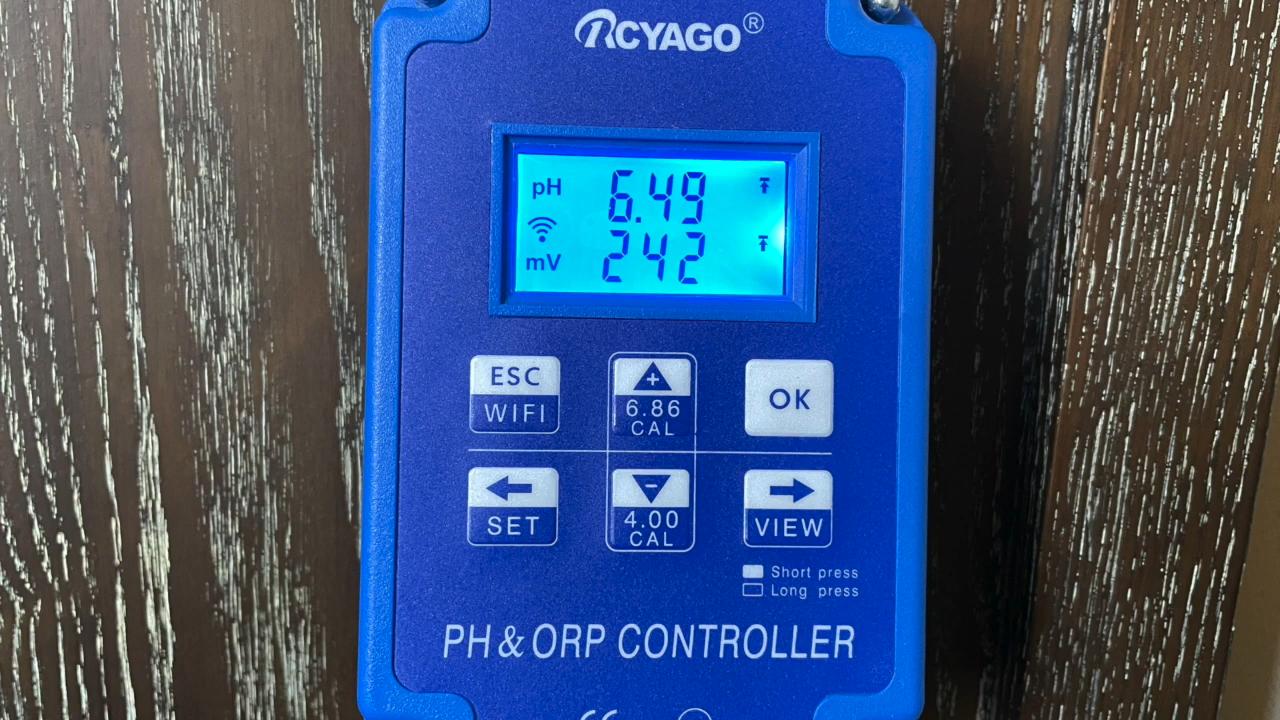 RCYAGO®
pH 6.49
mV 242
ESC
WIFI
+
6.86
CAL
OK
SET
-
4.00
CAL
VIEW
Short press
Long press
PH & ORP CONTROLLER